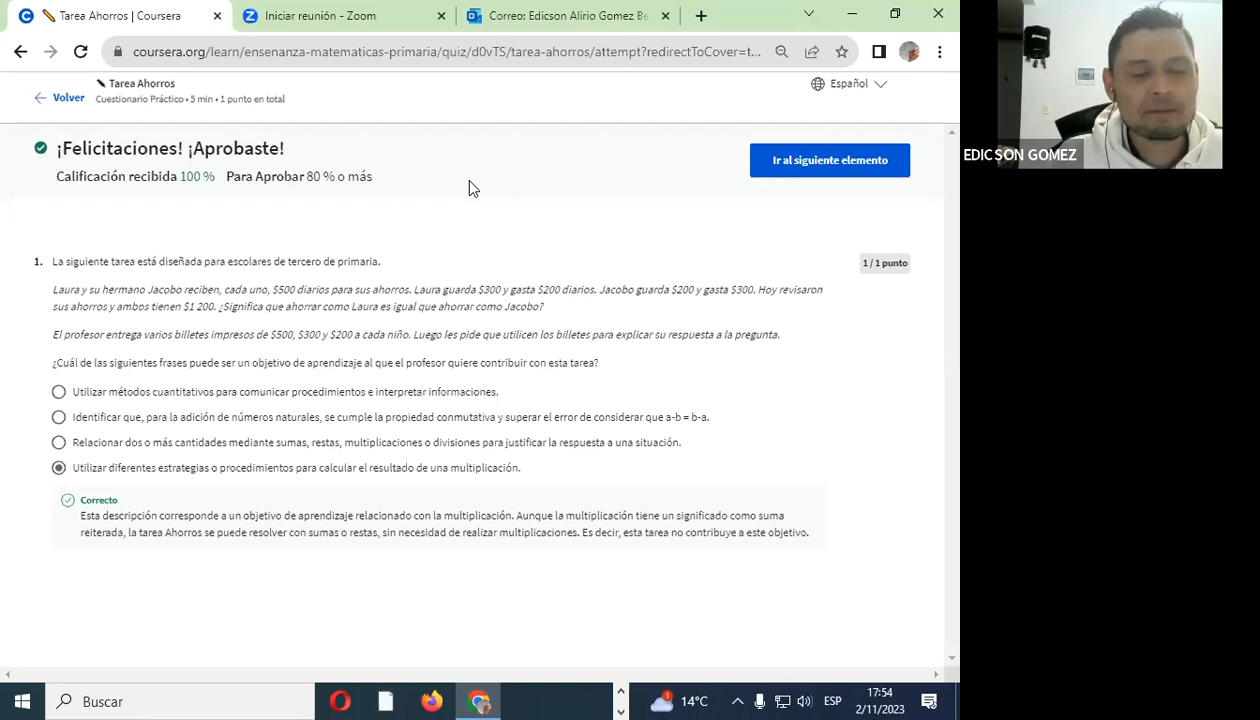 Tarea Ahorros | Coursera
Iniciar reunión - Zoom
Correo: Edicson Alirio Gomez Be
coursera.org/learn/ensenanza-matematicas-primaria/quiz/d0vTS/tarea-ahorros/attempt?redirectToCover=t...
Volver
Tarea Ahorros
Cuestionario Práctico • 5 min • 1 punto en total
Español
¡Felicitaciones! ¡Aprobaste!
Calificación recibida 100 % Para Aprobar 80 % o más
Ir al siguiente elemento
EDICSON GOMEZ
1. La siguiente tarea está diseñada para escolares de tercero de primaria.
1 / 1 punto
Laura y su hermano Jacobo reciben, cada uno, $500 diarios para sus ahorros. Laura guarda $300 y gasta $200 diarios. Jacobo guarda $200 y gasta $300. Hoy revisaron
sus ahorros y ambos tienen $1 200. ¿Significa que ahorrar como Laura es igual que ahorrar como Jacobo?
El profesor entrega varios billetes impresos de $500, $300 y $200 a cada niño. Luego les pide que utilicen los billetes para explicar su respuesta a la pregunta.
¿Cuál de las siguientes frases puede ser un objetivo de aprendizaje al que el profesor quiere contribuir con esta tarea?
Utilizar métodos cuantitativos para comunicar procedimientos e interpretar informaciones.
Identificar que, para la adición de números naturales, se cumple la propiedad conmutativa y superar el error de considerar que a-b = b-a.
Relacionar dos o más cantidades mediante sumas, restas, multiplicaciones o divisiones para justificar la respuesta a una situación.
Utilizar diferentes estrategias o procedimientos para calcular el resultado de una multiplicación.
Correcto
Esta descripción corresponde a un objetivo de aprendizaje relacionado con la multiplicación. Aunque la multiplicación tiene un significado como suma
reiterada, la tarea Ahorros se puede resolver con sumas o restas, sin necesidad de realizar multiplicaciones. Es decir, esta tarea no contribuye a este objetivo.
Buscar
1
14°C
ESP
17:54
2/11/2023